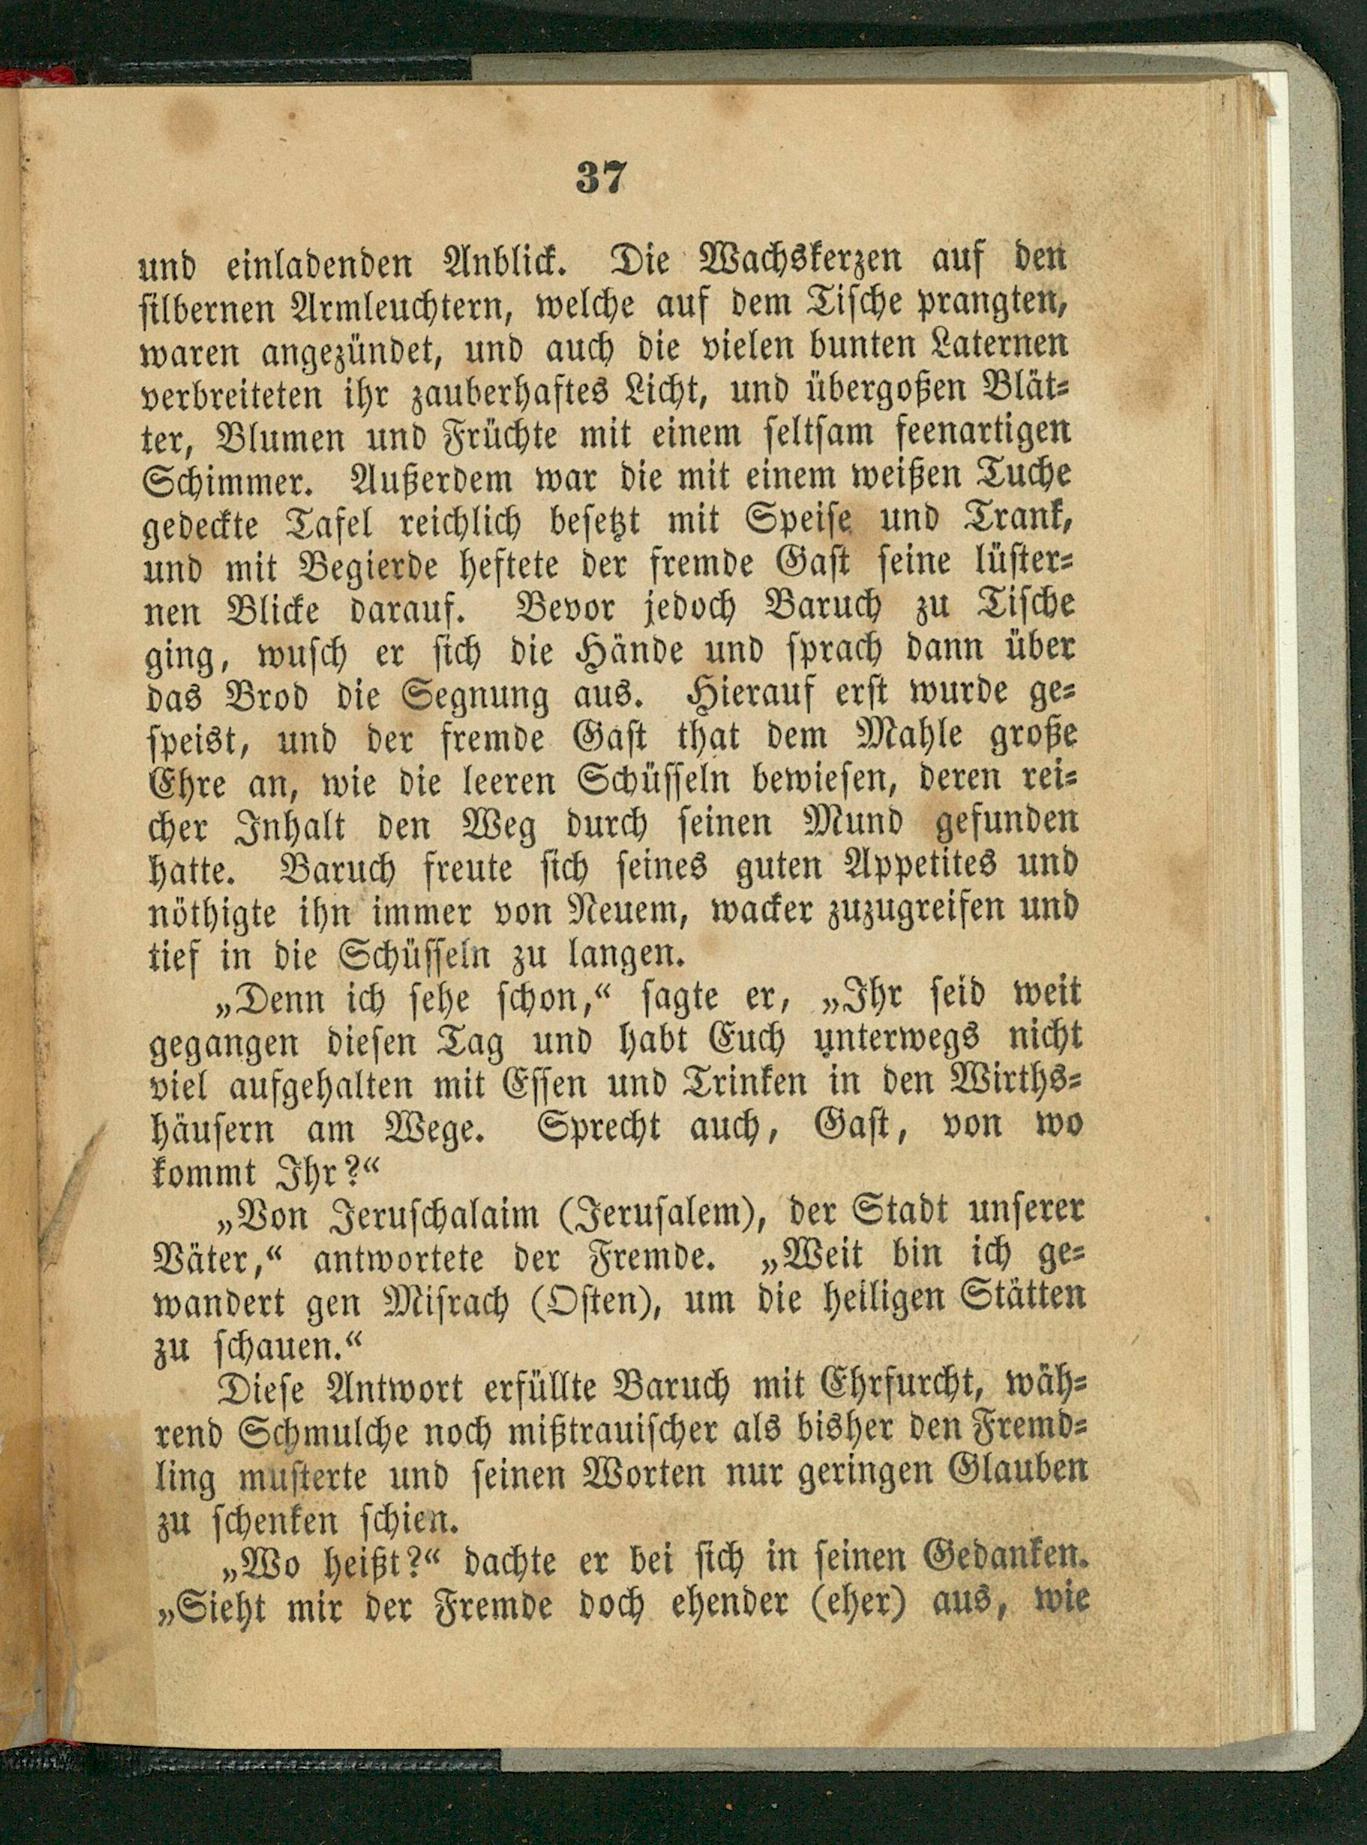 37
und einladenden Anblick. Die Wachskerzen auf den
silbernen Armleuchtern, welche auf dem Tische prangten,
waren angezündet, und auch die vielen bunten Laternen
verbreiteten ihr zauberhaftes Licht, und übergoßen Blät-
ter, Blumen und Früchte mit einem seltsam feenartigen
Schimmer. Außerdem war die mit einem weißen Tuche
gedeckte Tafel reichlich besetzt mit Speise und Trank,
und mit Begierde heftete der fremde Gast seine lüster-
nen Blicke darauf. Bevor jedoch Baruch zu Tische
ging, wusch er sich die Hände und sprach dann über
das Brod die Segnung aus. Hierauf erst wurde ge-
speist, und der fremde Gast that dem Mahle große
Ehre an, wie die leeren Schüsseln bewiesen, deren rei-
cher Inhalt den Weg durch seinen Mund gefunden
hatte. Baruch freute sich seines guten Appetites und
nöthigte ihn immer von Neuem, wacker zuzugreifen und
tief in die Schüsseln zu langen.
„Denn ich sehe schon,“ sagte er, „Ihr seid weit
gegangen diesen Tag und habt Euch unterwegs nicht
viel aufgehalten mit Essen und Trinken in den Wirths-
häusern am Wege. Sprecht auch, Gast, von wo
kommt Ihr?“
„Von Jeruschalaim (Jerusalem), der Stadt unserer
Väter,“ antwortete der Fremde. „Weit bin ich ge-
wandert gen Misrach (Osten), um die heiligen Stätten
zu schauen.“
Diese Antwort erfüllte Baruch mit Ehrfurcht, wäh-
rend Schmulche noch mißtrauischer als bisher den Fremd-
ling musterte und seinen Worten nur geringen Glauben
zu schenken schien.
„Wo heißt?“ dachte er bei sich in seinen Gedanken.
„Sieht mir der Fremde doch ehender (eher) aus, wie